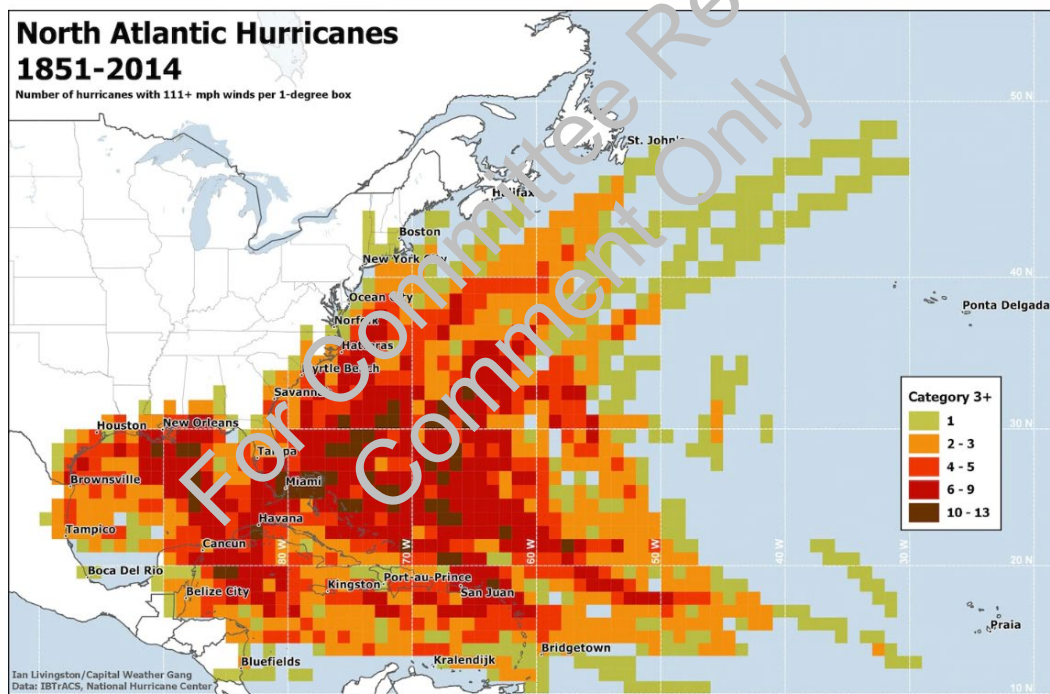 North Atlantic Hurricanes
1851-2014
Number of hurricanes with 111+ mph winds per 1-degree box
50 N
St. John's
Halifax
Boston
New York City
40 N
Ocean City
Ponta Delgada
Norfolk
Hatteras
Myrtle Beach
Savannah
Houston
New Orleans
30 N
Tampa
Brownsville
Miami
Havana
Tampico
Cancun
80 W
70 W
60 W
50 W
30 W
20 N
Boca Del Rio
Belize City
Kingston
Port-au-Prince
San Juan
Praia
Bridgetown
Bluefields
Kralendijk
10 N
Category 3+
1
2 - 3
4 - 5
6 - 9
10 - 13
Ian Livingston/Capital Weather Gang
Data: IBTrACS, National Hurricane Center
For Committee
Comment Only